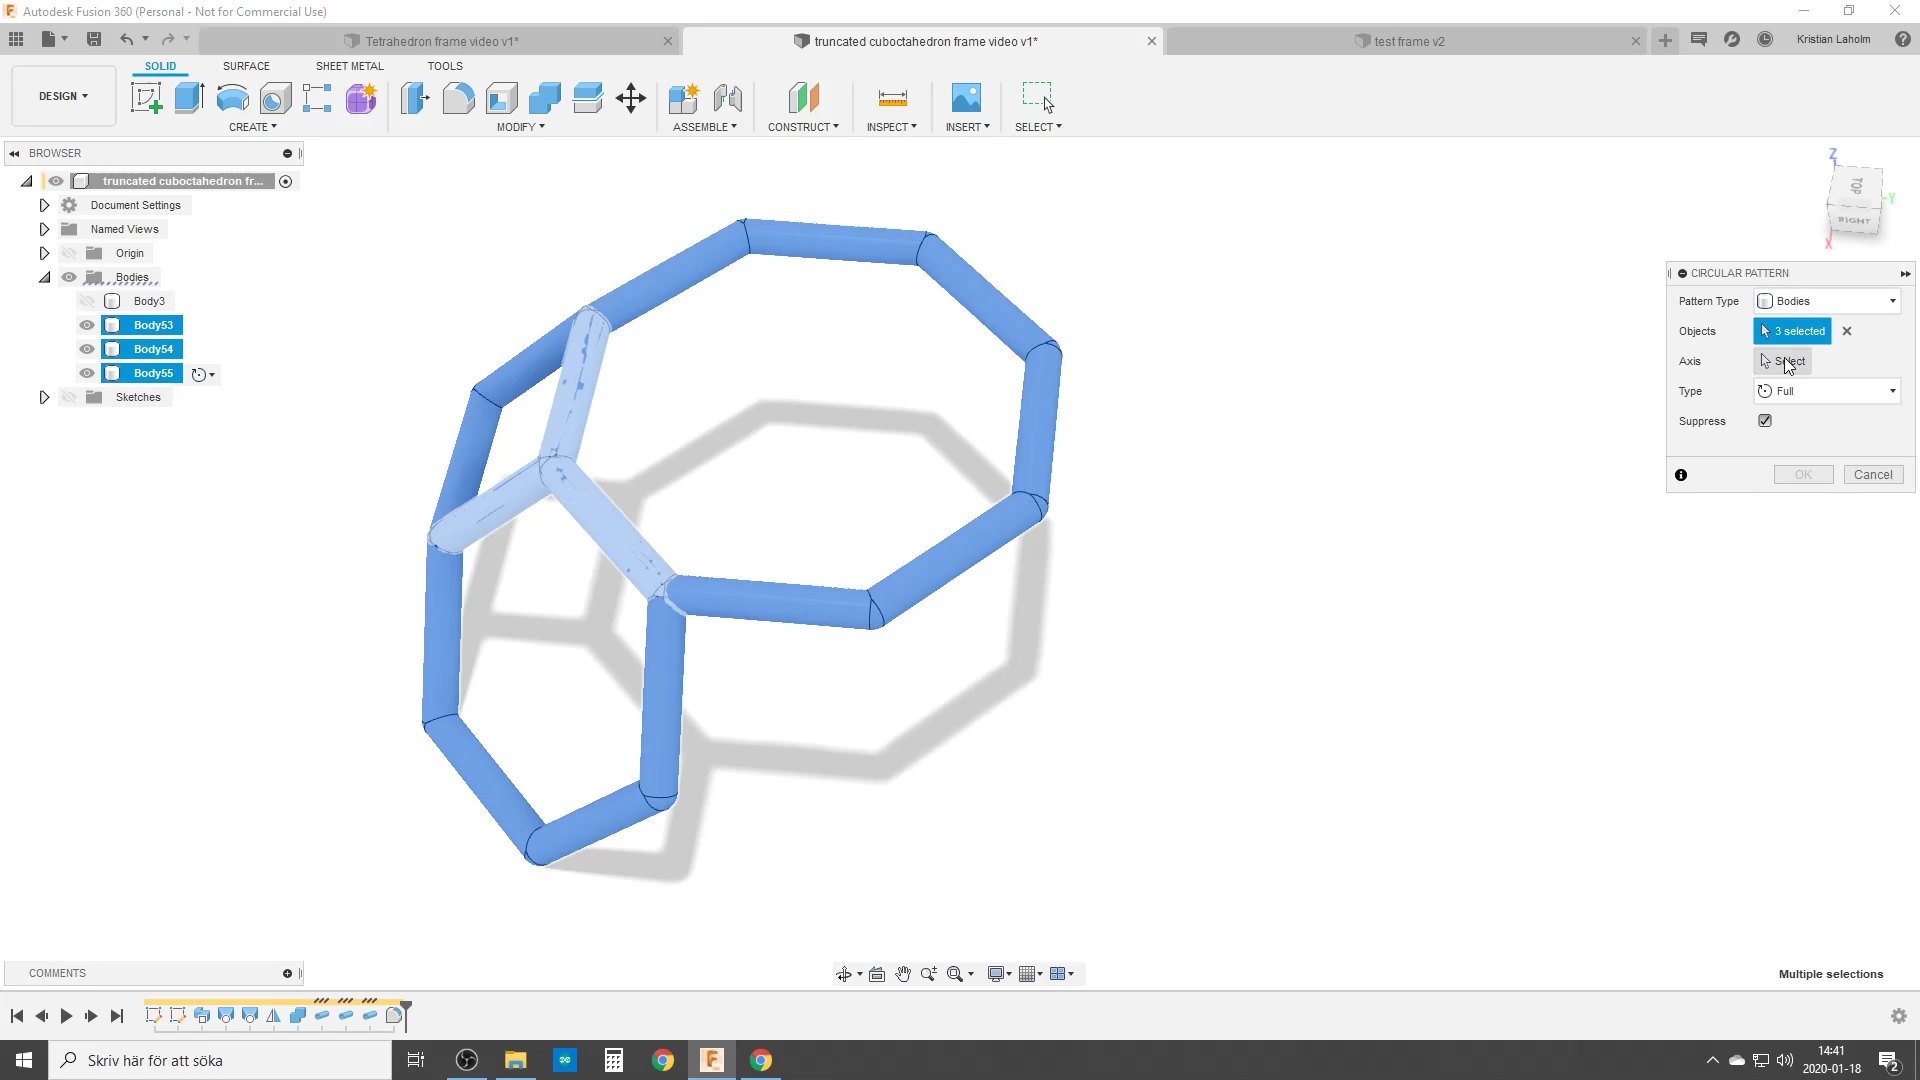 Autodesk Fusion 360 (Personal - Not for Commercial Use)
Tetrahedron frame video v1*
truncated cuboctahedron frame video v1*
test frame v2
Kristian Laholm
SOLID
SURFACE
SHEET METAL
TOOLS
DESIGN
CREATE
MODIFY
ASSEMBLE
CONSTRUCT
INSPECT
INSERT
SELECT
BROWSER
truncated cuboctahedron fr...
Document Settings
Named Views
Origin
Bodies
Body3
Body53
Body54
Body55
Sketches
Z
TOP
Y
RIGHT
X
CIRCULAR PATTERN
Pattern Type
Bodies
Objects
3 selected
Axis
Select
Type
Full
Suppress
OK
Cancel
COMMENTS
Multiple selections
Skriv här för att söka
14:41
2020-01-18
2